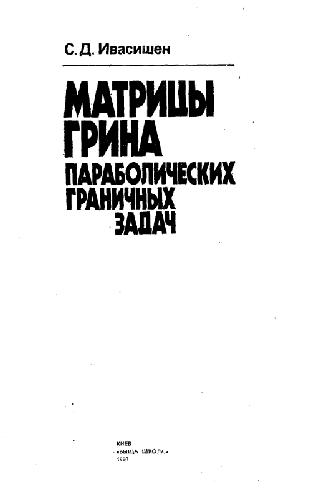 С. Д. Ивасишен
МАТРИЦЫ
ГРИНА
ПАРАБОЛИЧЕСКИХ
ГРАНИЧНЫХ
ЗАДАЧ
КИЕВ